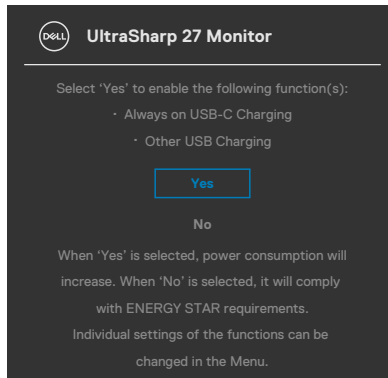 DELL
UltraSharp 27 Monitor
Select ‘Yes’ to enable the following function(s):
· Always on USB-C Charging
· Other USB Charging
Yes
No
When ‘Yes’ is selected, power consumption will
increase. When ‘No’ is selected, it will comply
with ENERGY STAR requirements.
Individual settings of the functions can be
changed in the Menu.